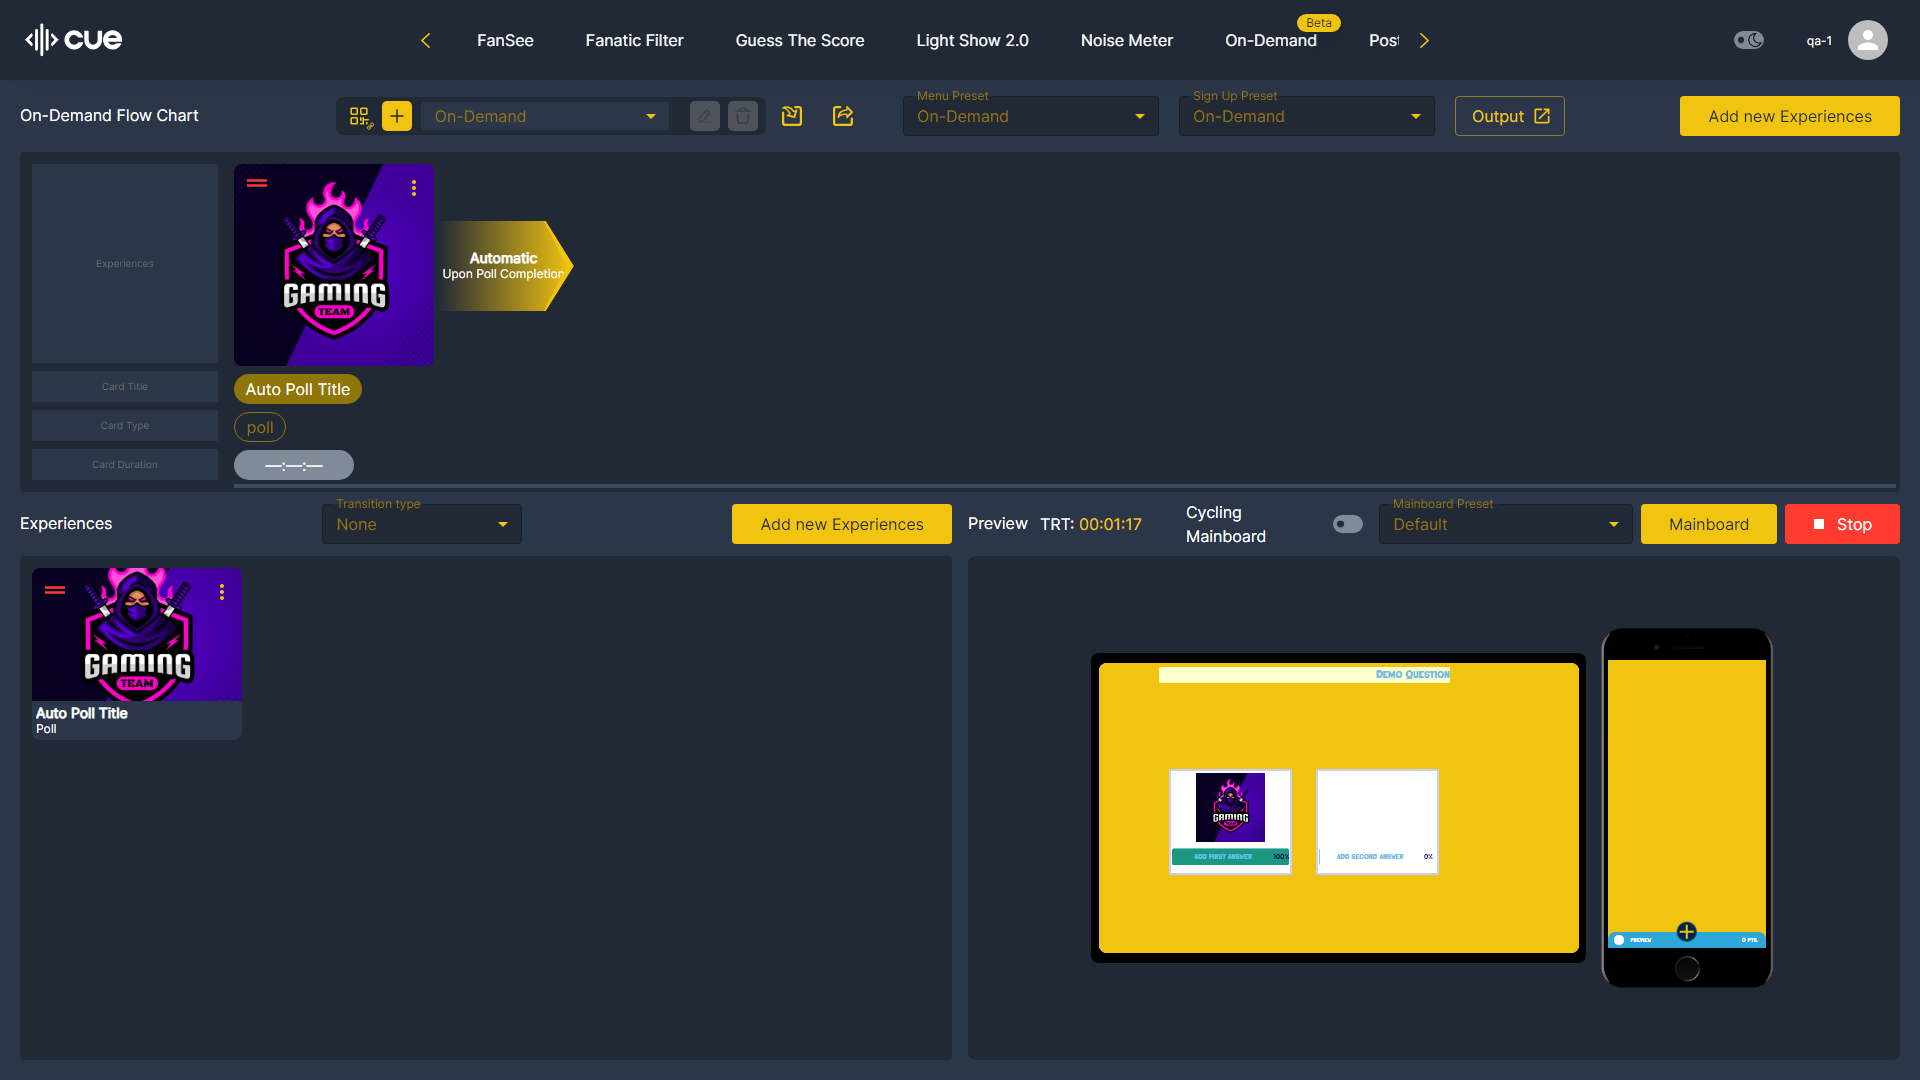 cue
FanSee
Fanatic Filter
Guess The Score
Light Show 2.0
Noise Meter
On-Demand
Beta
Post
qa-1
On-Demand Flow Chart
On-Demand
Menu Preset
On-Demand
Sign Up Preset
On-Demand
Output
Add new Experiences
Experiences
GAMING
TEAM
Automatic
Upon Poll Completion
Card Title
Auto Poll Title
Card Type
poll
Card Duration
—:—:—
Experiences
Transition type
None
Add new Experiences
Preview
TRT: 00:01:17
Cycling
Mainboard
Mainboard Preset
Default
Mainboard
Stop
GAMING
TEAM
Auto Poll Title
Poll
Demo Question
GAMING
TEAM
ADD FIRST ANSWER 100%
ADD SECOND ANSWER 0%
PREVIEW
0 PTS.